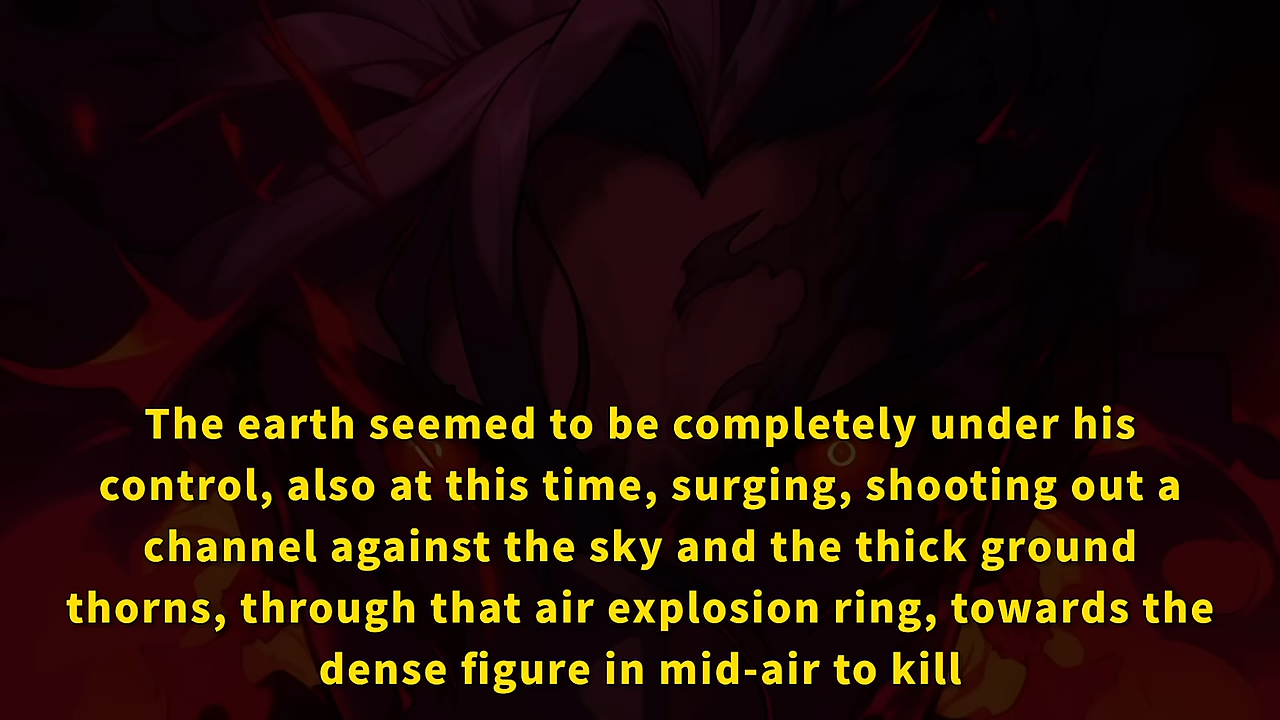 The earth seemed to be completely under his
control, also at this time, surging, shooting out a
channel against the sky and the thick ground
thorns, through that air explosion ring, towards the
dense figure in mid-air to kill